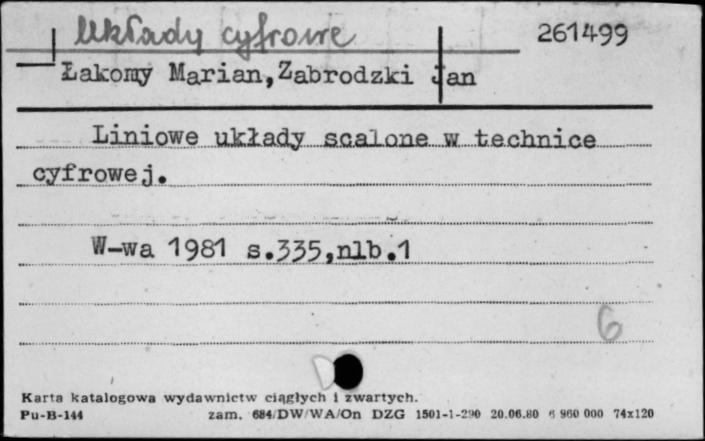 Układy cyfrowe 261499
Łakomy Marian, Zabrodzki Jan
Liniowe układy scalone w technice
cyfrowej.
W-wa 1981 s.335,nlb.1
6
Karta katalogowa wydawnictw ciągłych i zwartych.
Pu-B-144 zam. 684/DW/WA/On DZG 1501-1-290 20.06.80 6 960 000 74x120